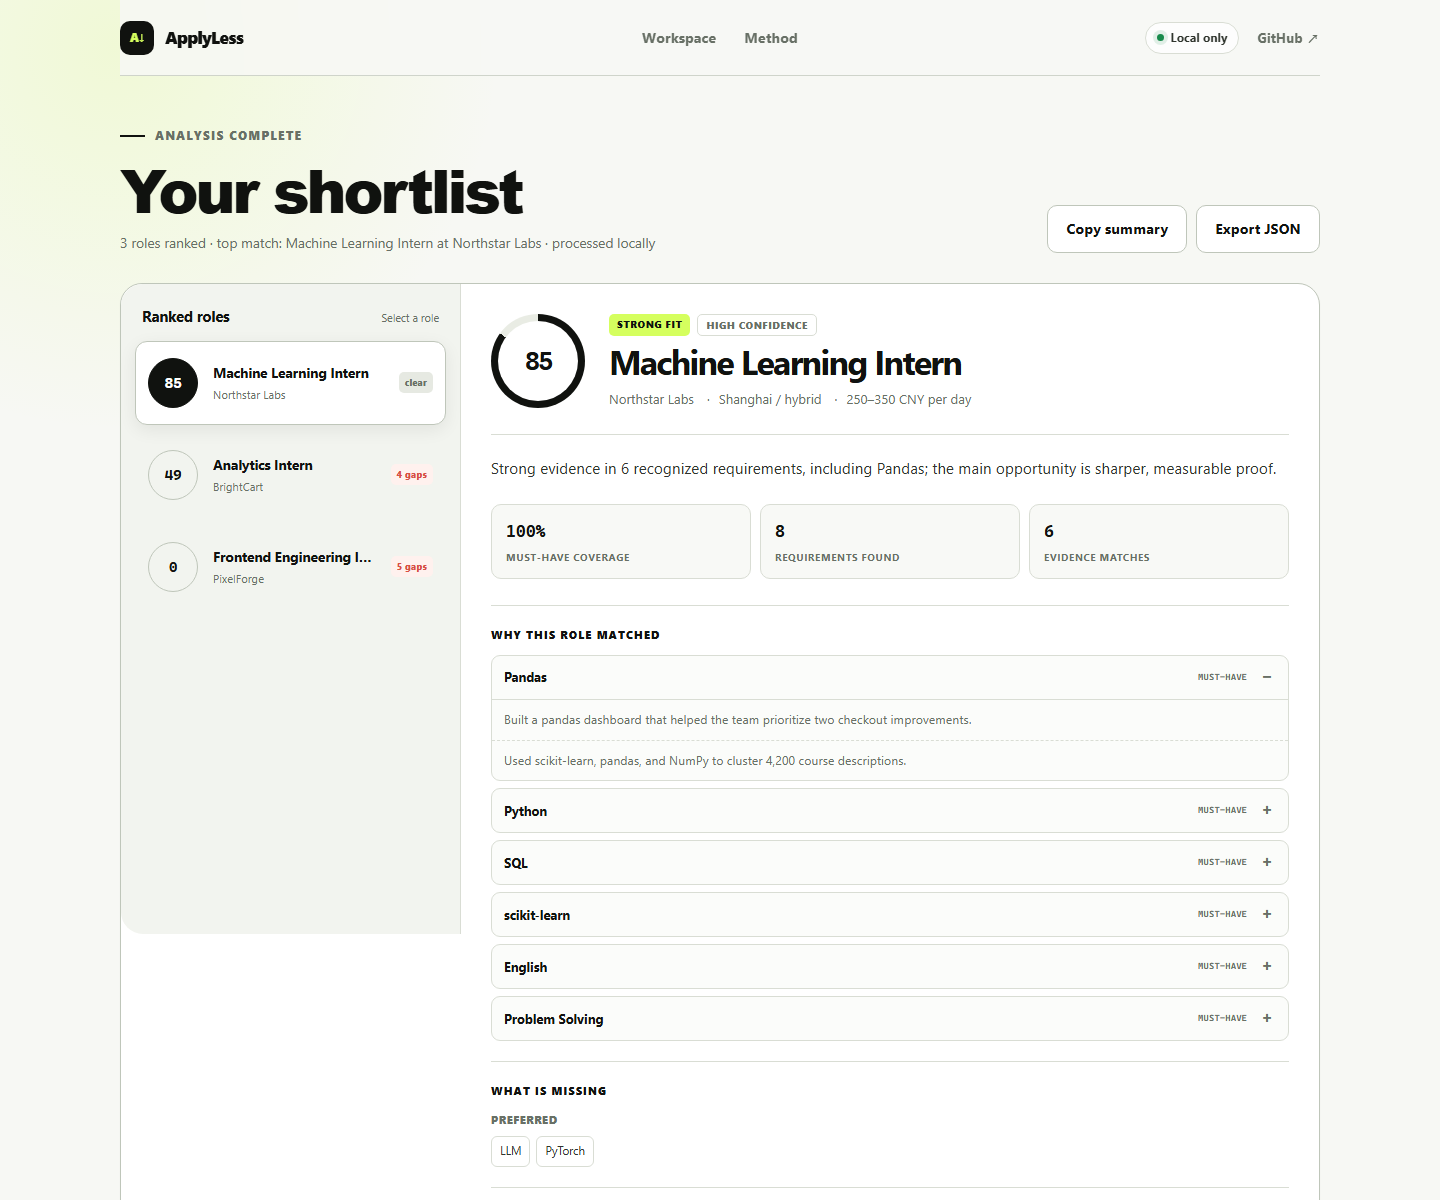 A↓ ApplyLess
Workspace Method
Local only GitHub ↗
ANALYSIS COMPLETE
Your shortlist
3 roles ranked · top match: Machine Learning Intern at Northstar Labs · processed locally
Copy summary Export JSON
Ranked roles Select a role
85 Machine Learning Intern clear
Northstar Labs
49 Analytics Intern 4 gaps
BrightCart
0 Frontend Engineering I... 5 gaps
PixelForge
85
STRONG FIT HIGH CONFIDENCE
Machine Learning Intern
Northstar Labs · Shanghai / hybrid · 250–350 CNY per day
Strong evidence in 6 recognized requirements, including Pandas; the main opportunity is sharper, measurable proof.
100%
MUST-HAVE COVERAGE
8
REQUIREMENTS FOUND
6
EVIDENCE MATCHES
WHY THIS ROLE MATCHED
Pandas MUST-HAVE −
Built a pandas dashboard that helped the team prioritize two checkout improvements.
Used scikit-learn, pandas, and NumPy to cluster 4,200 course descriptions.
Python MUST-HAVE +
SQL MUST-HAVE +
scikit-learn MUST-HAVE +
English MUST-HAVE +
Problem Solving MUST-HAVE +
WHAT IS MISSING
PREFERRED
LLM PyTorch